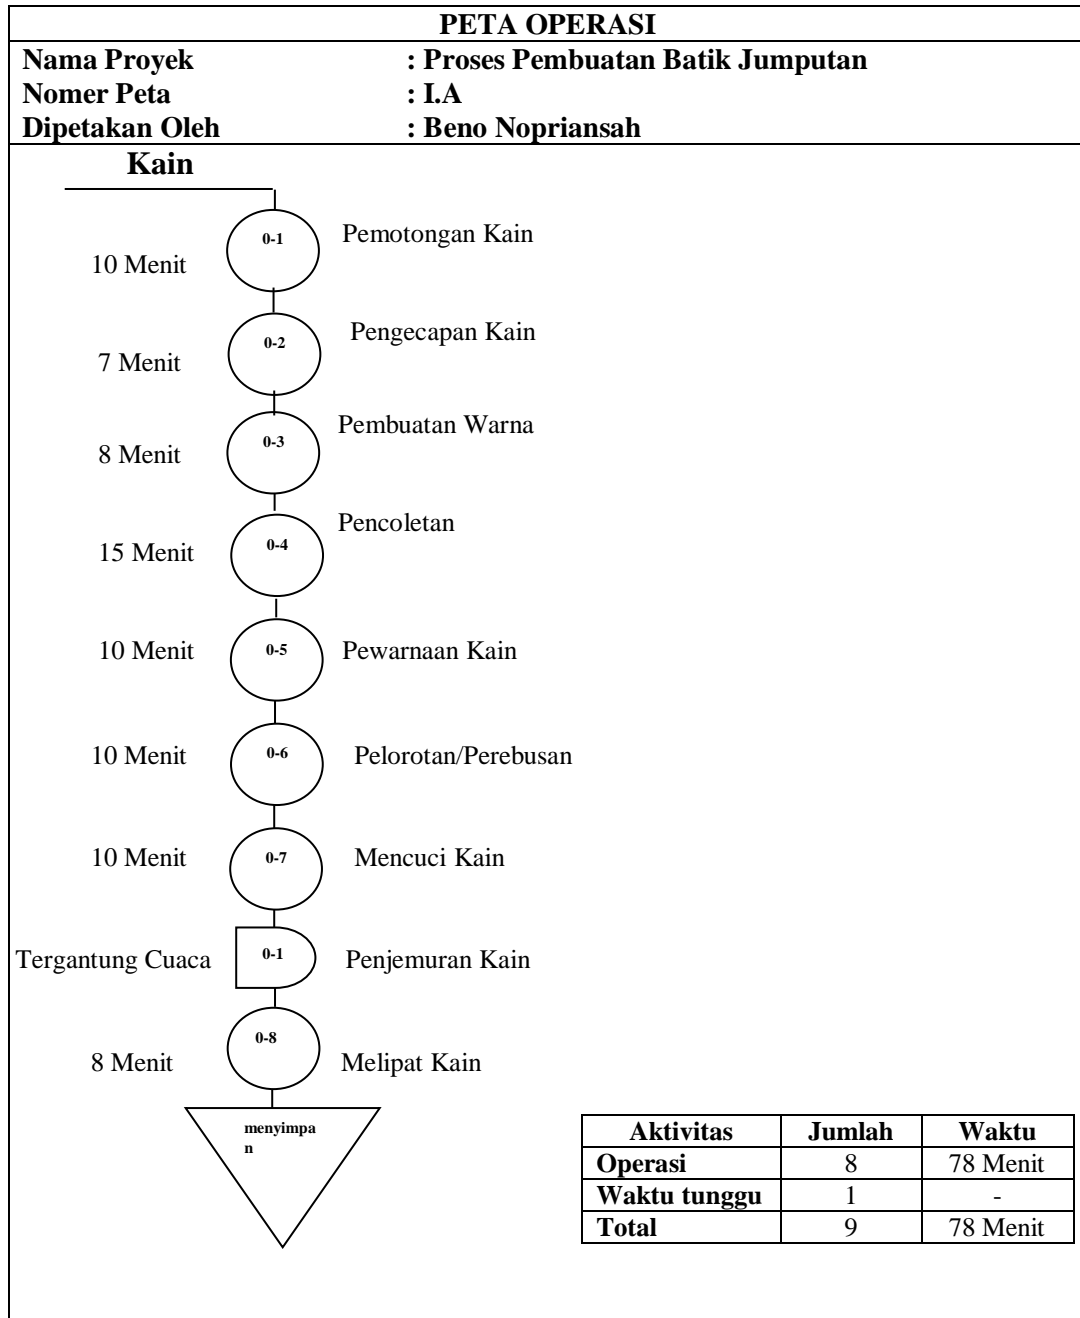 PETA OPERASI
Nama Proyek : Proses Pembuatan Batik Jumputan
Nomer Peta : I.A
Dipetakan Oleh : Beno Nopriansah
Kain
0-1 Pemotongan Kain
10 Menit
0-2 Pengecapan Kain
7 Menit
0-3 Pembuatan Warna
8 Menit
0-4 Pencoletan
15 Menit
10 Menit 0-5 Pewarnaan Kain
10 Menit 0-6 Pelorotan/Perebusan
10 Menit 0-7 Mencuci Kain
Tergantung Cuaca 0-1 Penjemuran Kain
0-8
8 Menit Melipat Kain
menyimpa
n
Aktivitas Jumlah Waktu
Operasi 8 78 Menit
Waktu tunggu 1 -
Total 9 78 Menit